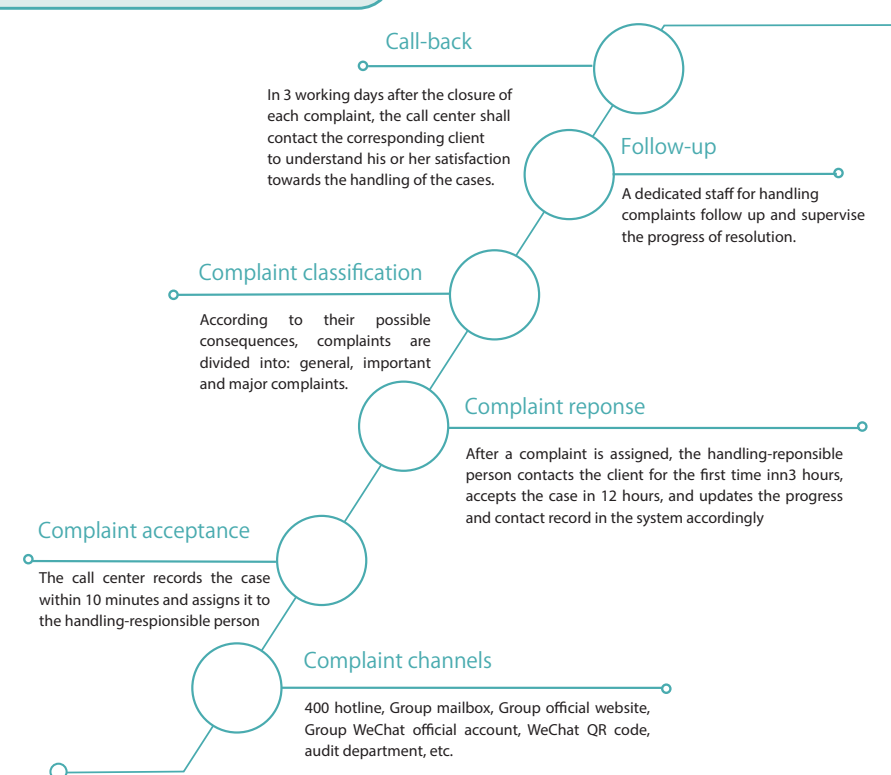 Call-back
In 3 working days after the closure of
each complaint, the call center shall
contact the corresponding client
to understand his or her satisfaction
towards the handling of the cases.
Follow-up
A dedicated staff for handling
complaints follow up and supervise
the progress of resolution.
Complaint classification
According to their possible
consequences, complaints are
divided into: general, important
and major complaints.
Complaint reponse
After a complaint is assigned, the handling-reponsible
person contacts the client for the first time inn3 hours,
accepts the case in 12 hours, and updates the progress
and contact record in the system accordingly
Complaint acceptance
The call center records the case
within 10 minutes and assigns it to
the handling-respionsible person
Complaint channels
400 hotline, Group mailbox, Group official website,
Group WeChat official account, WeChat QR code,
audit department, etc.